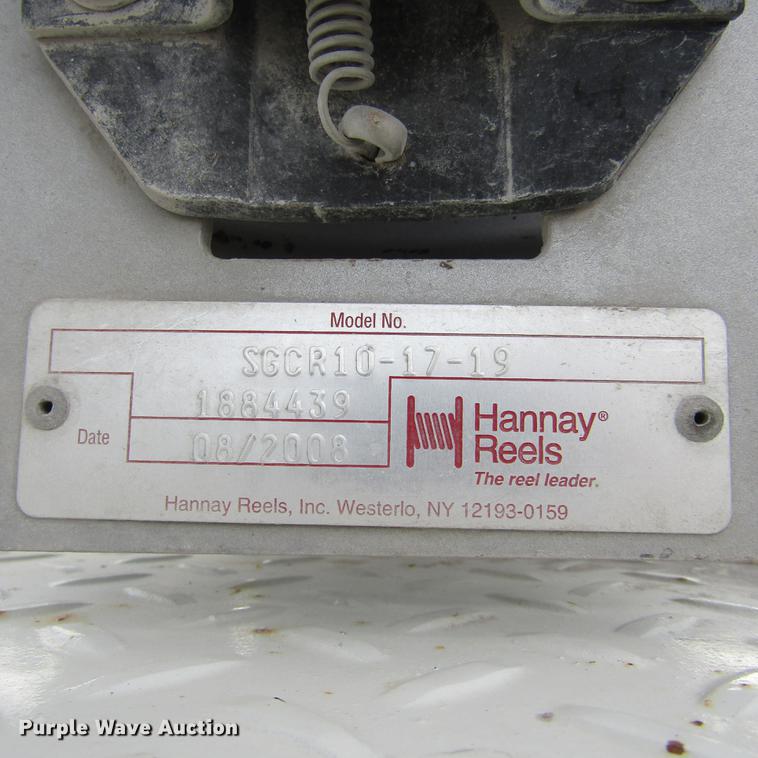 Model No.
SGCR10-17-19
1884439
Date 08/2008
Hannay®
Reels
The reel leader.
Hannay Reels, Inc. Westerlo, NY 12193-0159
Purple Wave Auction